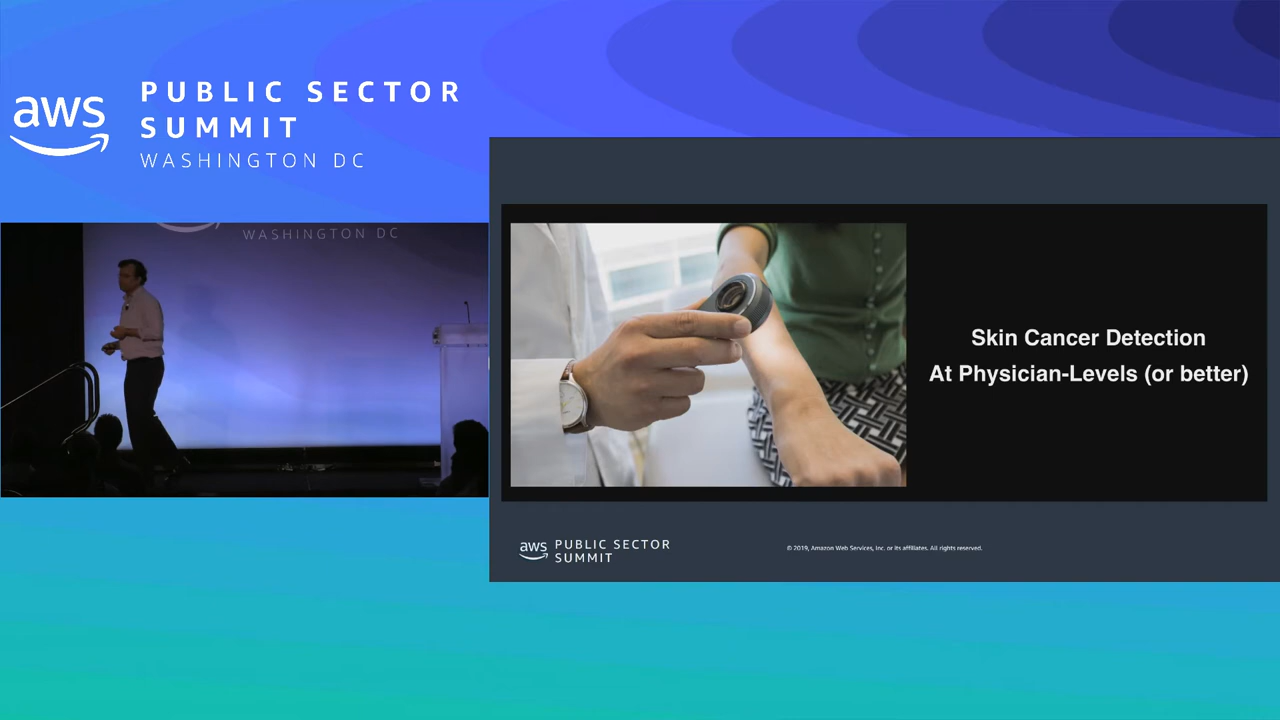 aws
PUBLIC SECTOR
SUMMIT
WASHINGTON DC
WASHINGTON DC
Skin Cancer Detection
At Physician-Levels (or better)
aws
PUBLIC SECTOR
SUMMIT
© 2019, Amazon Web Services, Inc. or its affiliates. All rights reserved.